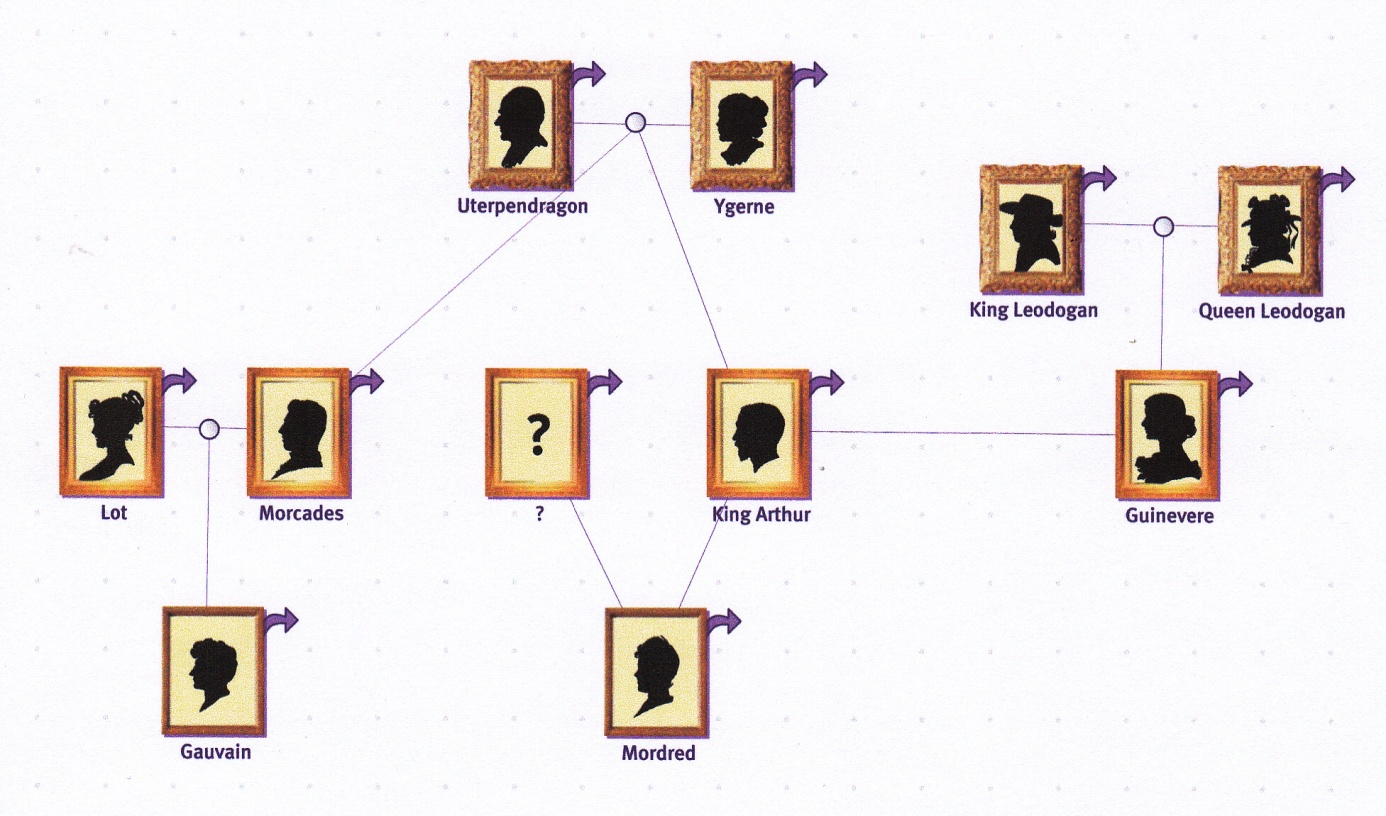 Uterpendragon
Ygerne
King Leodogan
Queen Leodogan
?
Lot
Morcades
?
King Arthur
Guinevere
Gauvain
Mordred